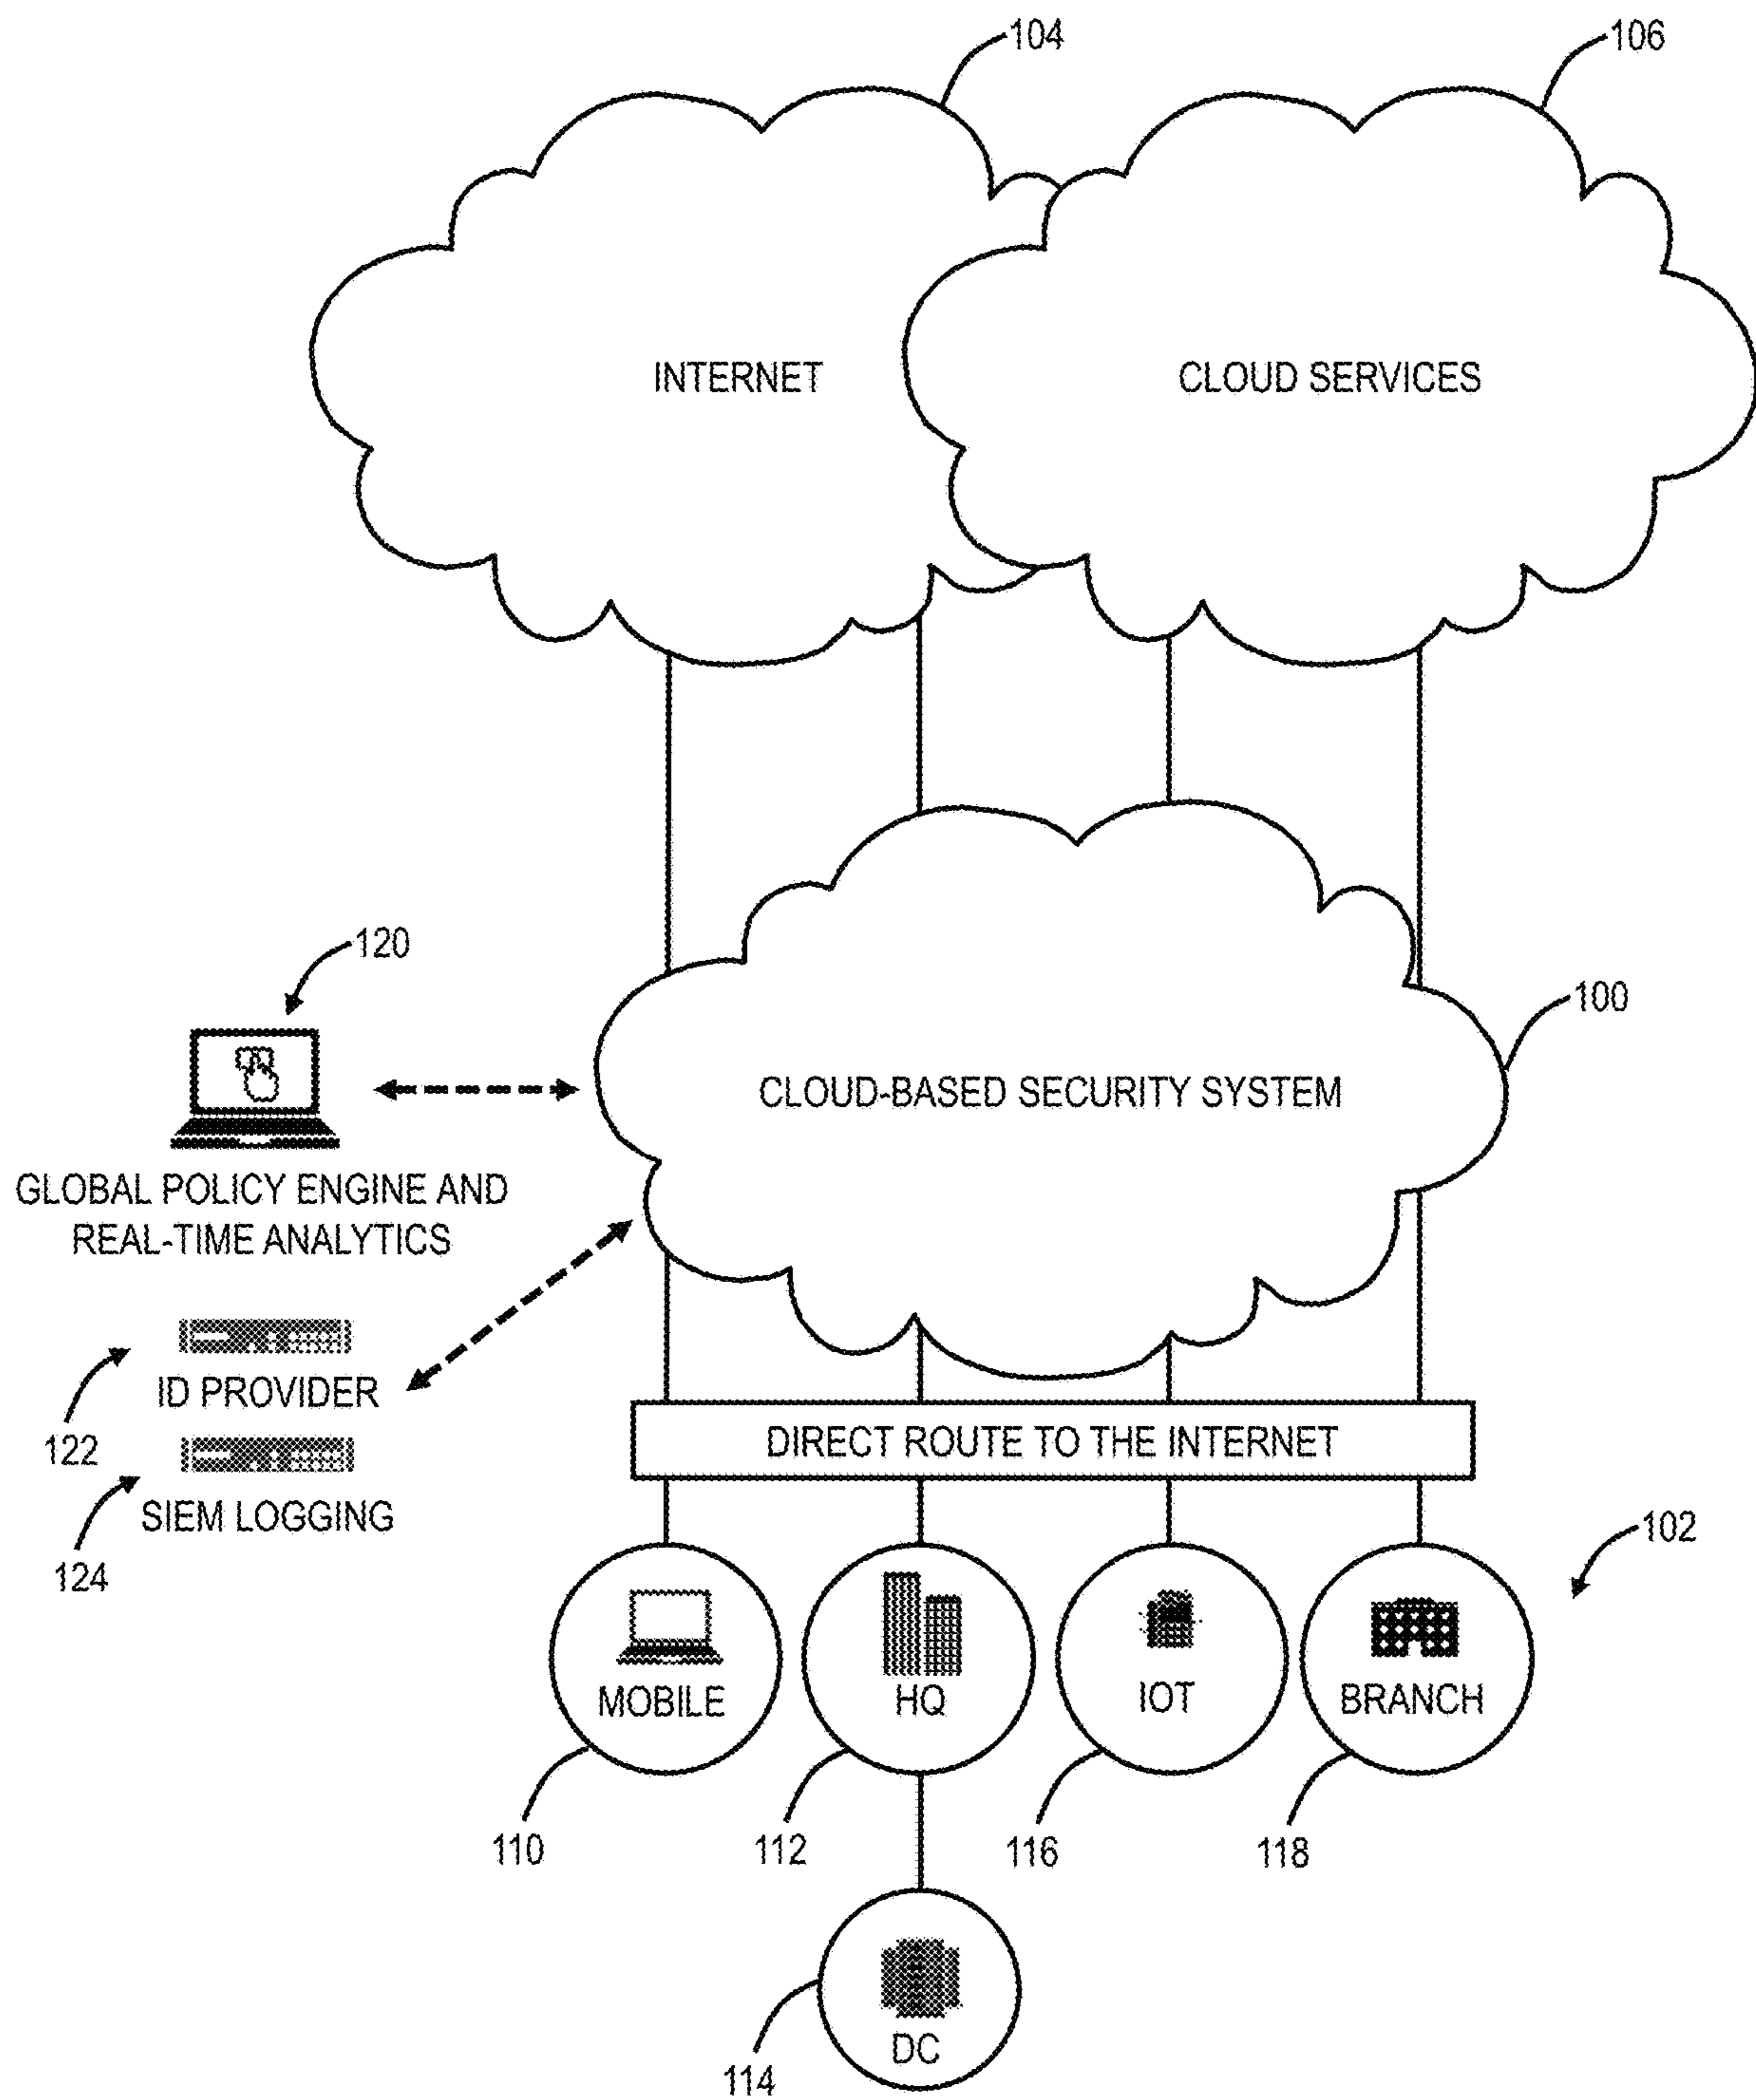 104
106
INTERNET
CLOUD SERVICES
120
100
CLOUD-BASED SECURITY SYSTEM
GLOBAL POLICY ENGINE AND
REAL-TIME ANALYTICS
ID PROVIDER
122
DIRECT ROUTE TO THE INTERNET
SIEM LOGGING
124
102
MOBILE
HQ
IOT
BRANCH
110
112
116
118
DC
114